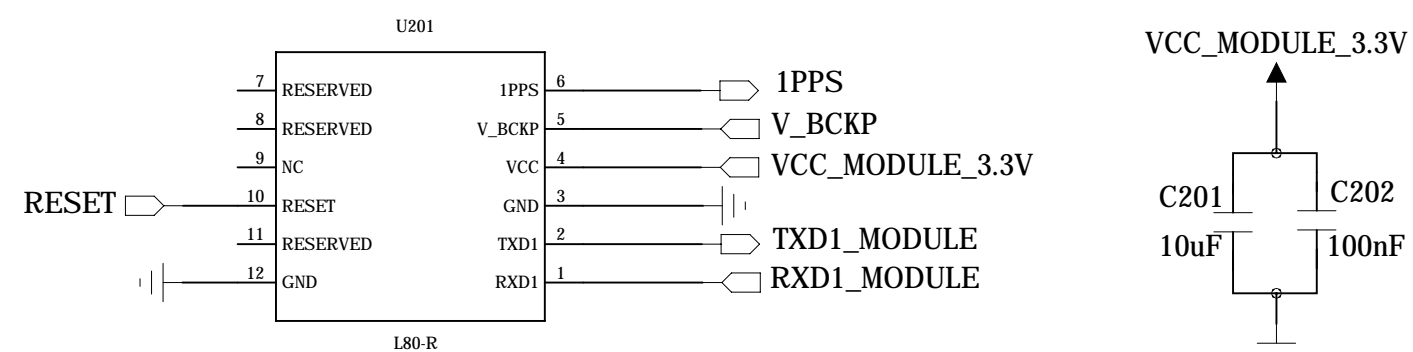 U201
VCC_MODULE_3.3V
7 RESERVED 1PPS 6 1PPS
8 RESERVED V_BCKP 5 V_BCKP
9 NC VCC 4 VCC_MODULE_3.3V
RESET 10 RESET GND 3
C201 C202
11 RESERVED TXD1 2 TXD1_MODULE
10uF 100nF
12 GND RXD1 1 RXD1_MODULE
L80-R